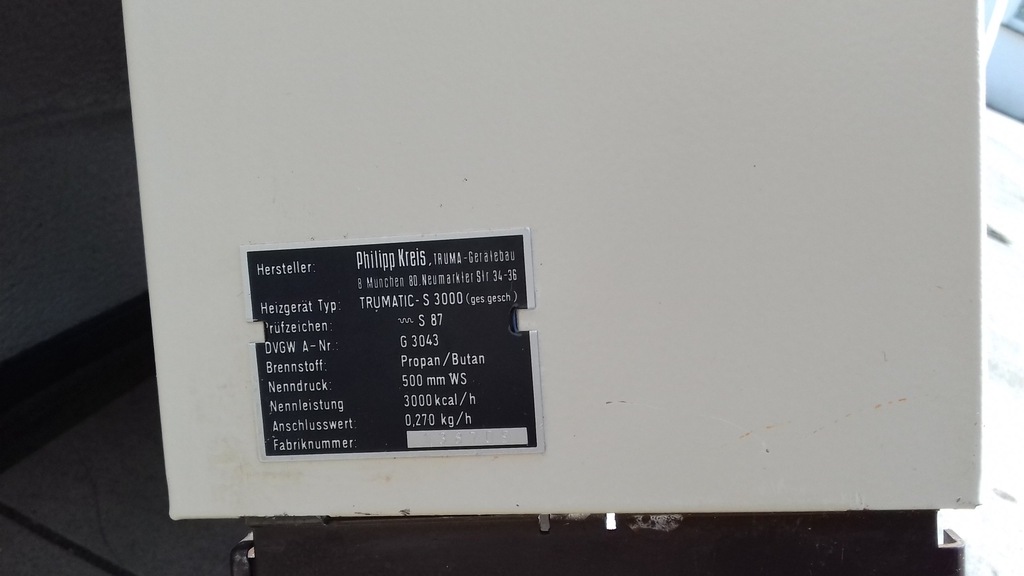 Hersteller: Philipp Kreis, TRUMA-Gerätebau
8 München 80. Neumarkter Str. 34-36
Heizgerät Typ: TRUMATIC-S 3000 (ges. gesch.)
Prüfzeichen: S 87
DVGW A-Nr.: G 3043
Brennstoff: Propan/Butan
Nenndruck: 500 mm WS
Nennleistung 3000 kcal/h
Anschlusswert: 0,270 kg/h
Fabriknummer: